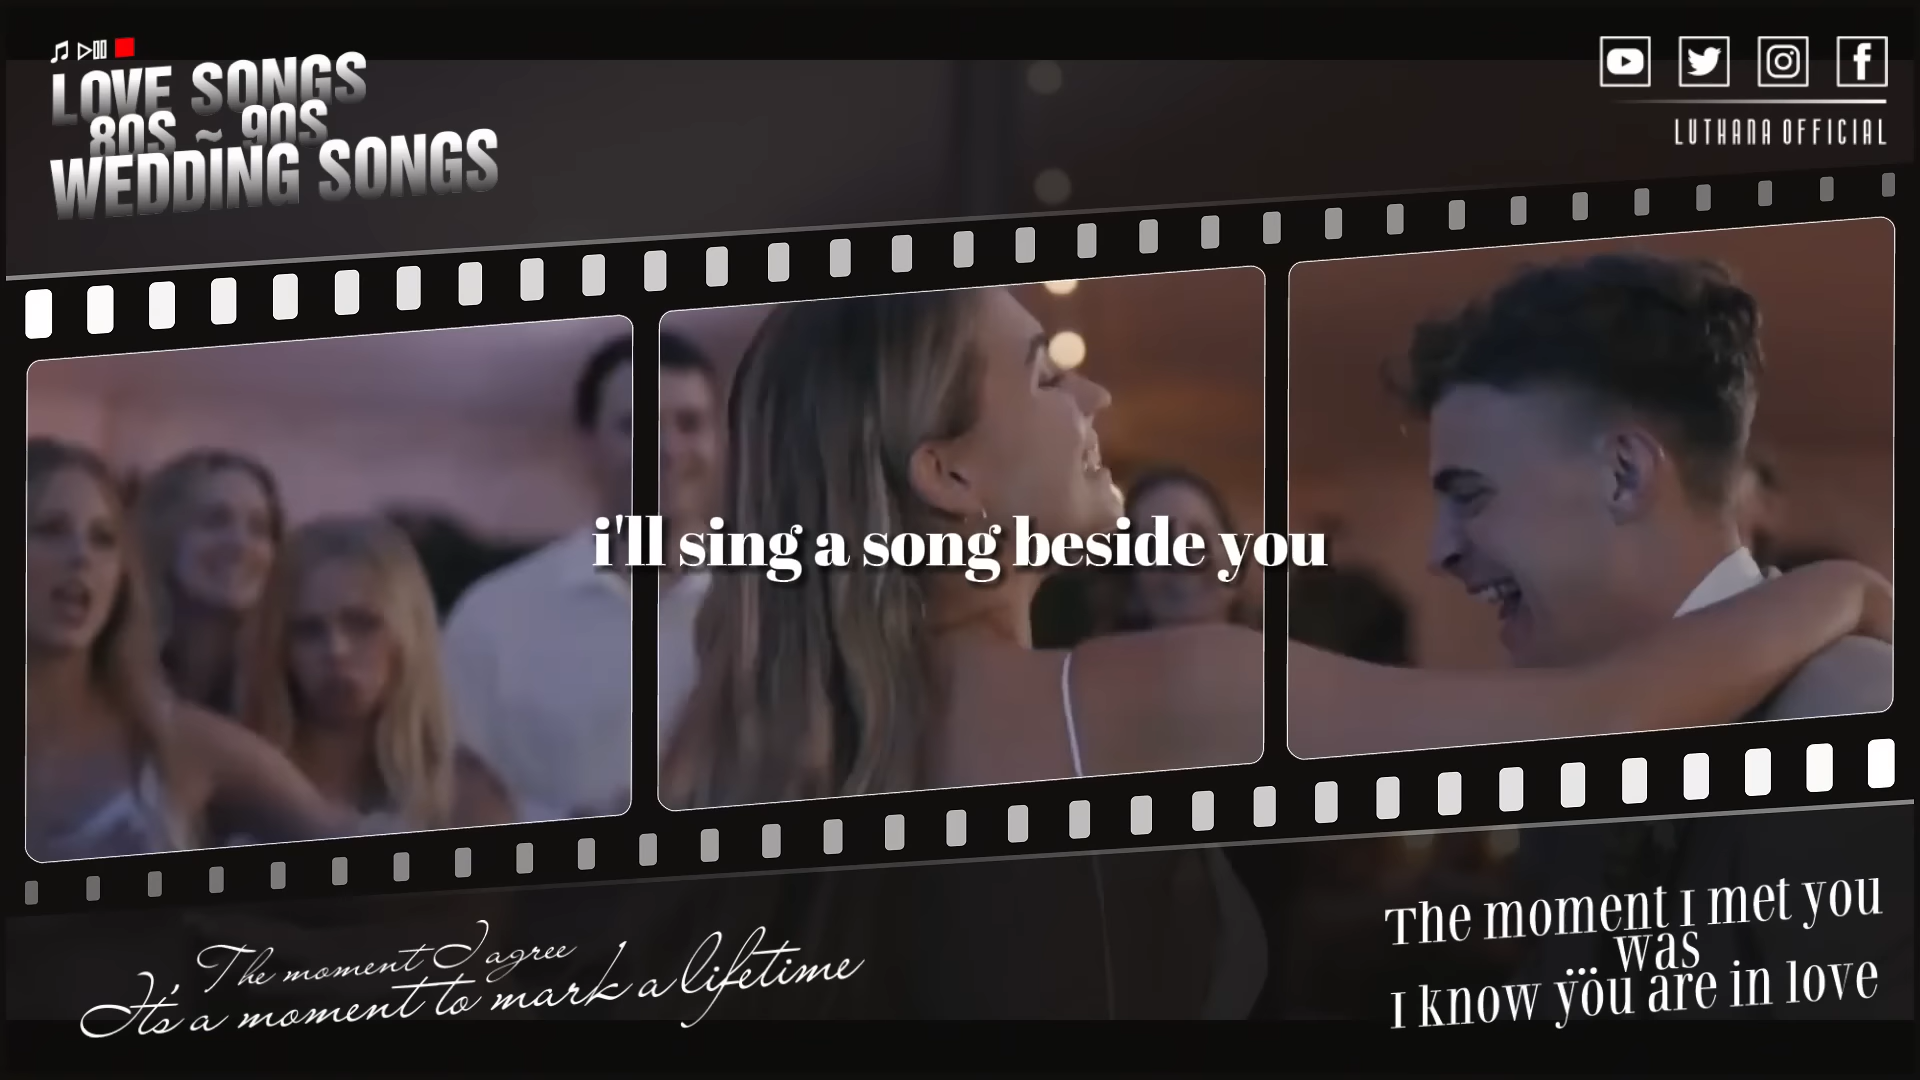 LOVE SONGS
80S ~ 90S
WEDDING SONGS
LUTHANA OFFICIAL
i'll sing a song beside you
The moment I agree
It's a moment to mark a lifetime
The moment I met you
was
I know you are in love